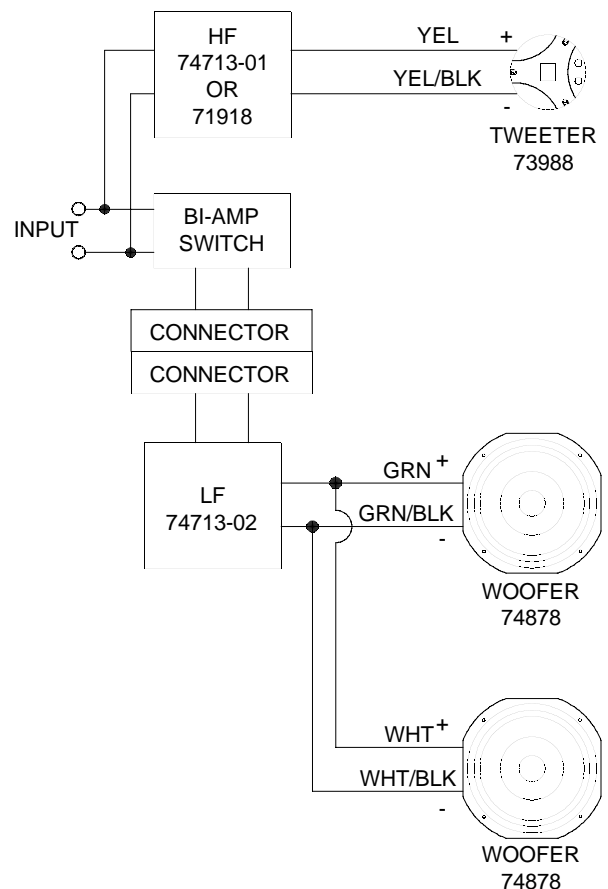 HF
74713-01
OR
71918
YEL
+
YEL/BLK
-
TWEETER
73988
INPUT
BI-AMP
SWITCH
CONNECTOR
CONNECTOR
LF
74713-02
GRN +
GRN/BLK
-
WOOFER
74878
WHT +
WHT/BLK
-
WOOFER
74878